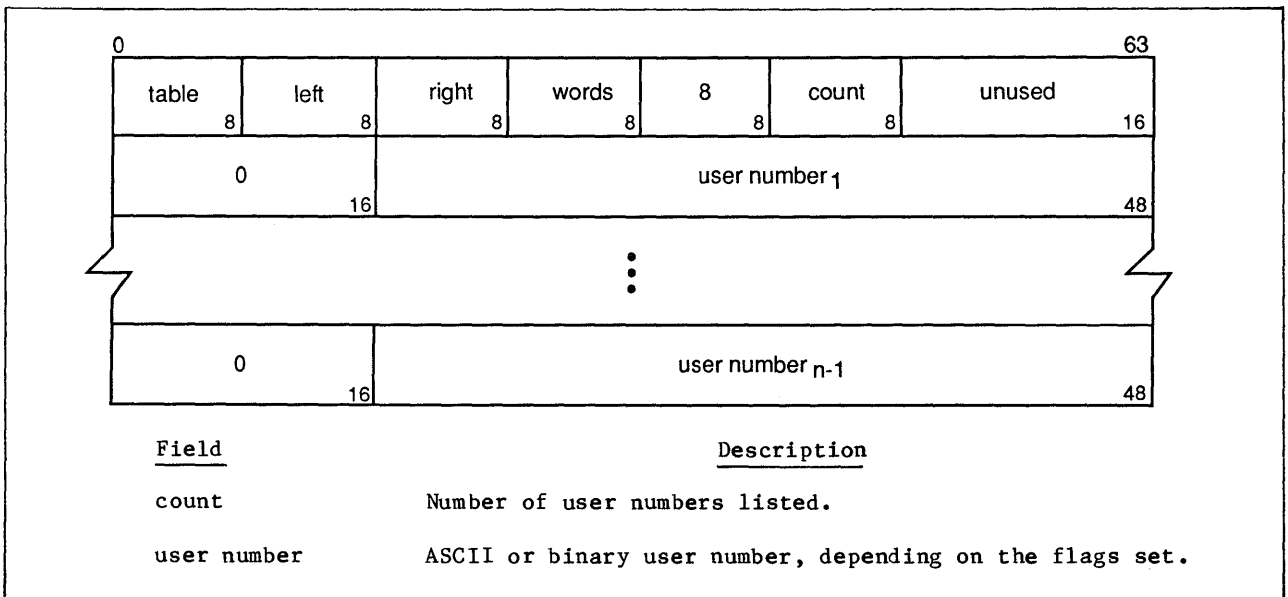 0 63
table left right words 8 count unused
8 8 8 8 8 8 16
0 user number 1
16 48
0 user number n-1
16 48
Field Description
count Number of user numbers listed.
user number ASCII or binary user number, depending on the flags set.